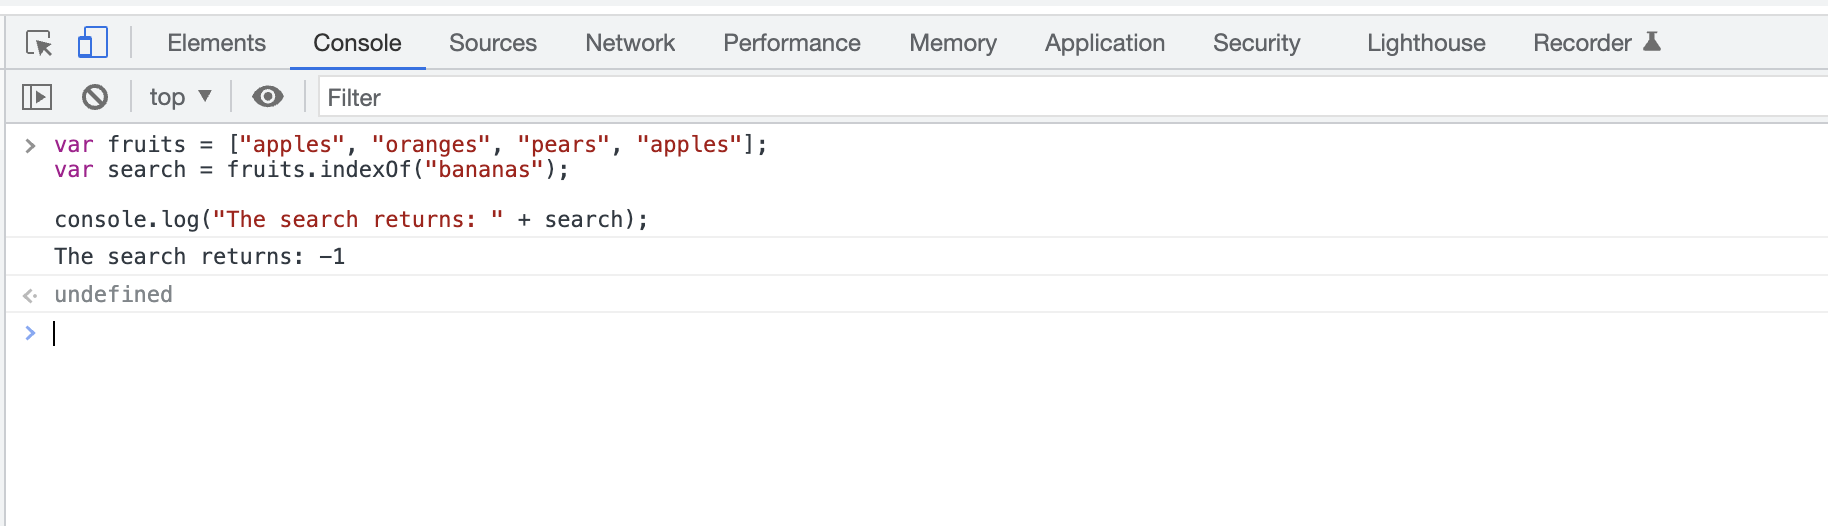 Elements Console Sources Network Performance Memory Application Security Lighthouse Recorder
top Filter
var fruits = ["apples", "oranges", "pears", "apples"];
var search = fruits.indexOf("bananas");
console.log("The search returns: " + search);
The search returns: -1
undefined